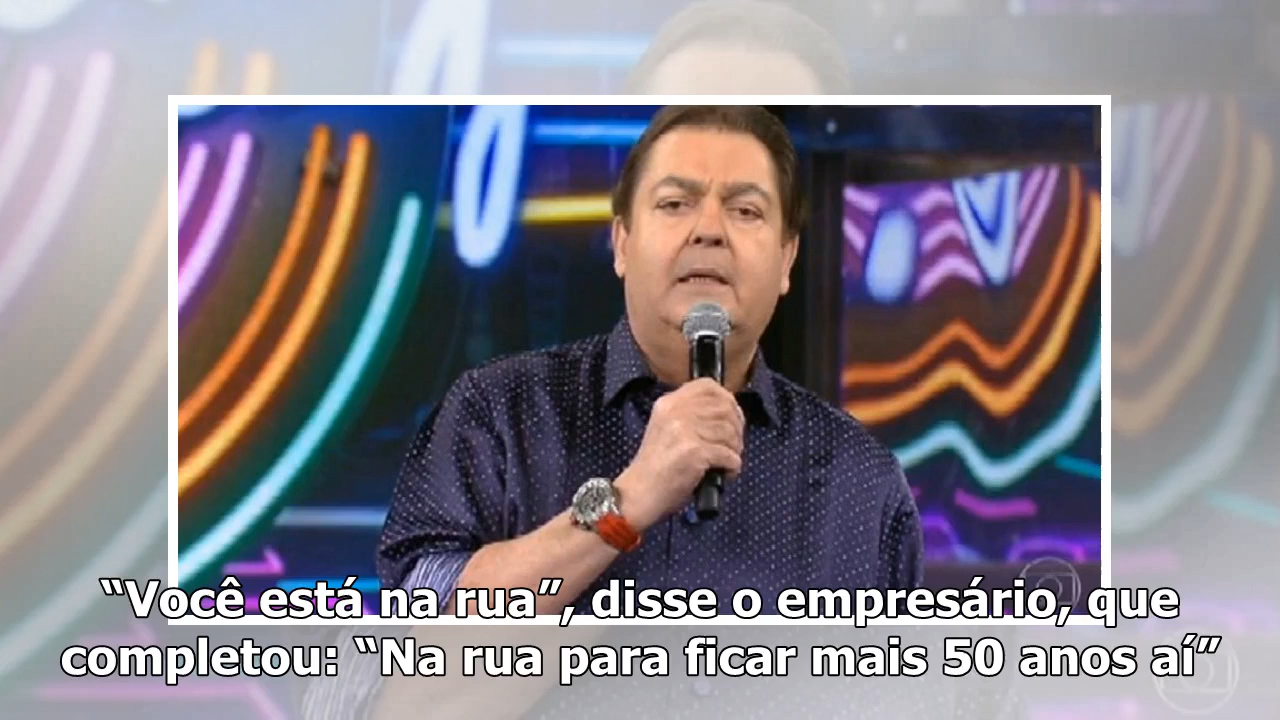 “Você está na rua”, disse o empresário, que
completou: “Na rua para ficar mais 50 anos aí”